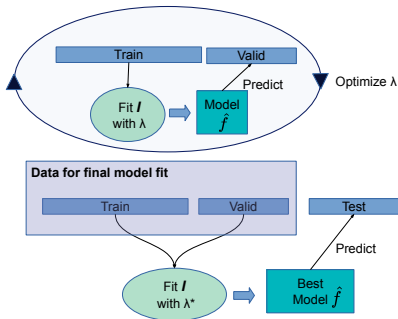 Train
Valid
Predict
Optimize λ
Fit I
with λ
Model
f̂
Data for final model fit
Train
Valid
Test
Predict
Fit I
with λ*
Best
Model f̂